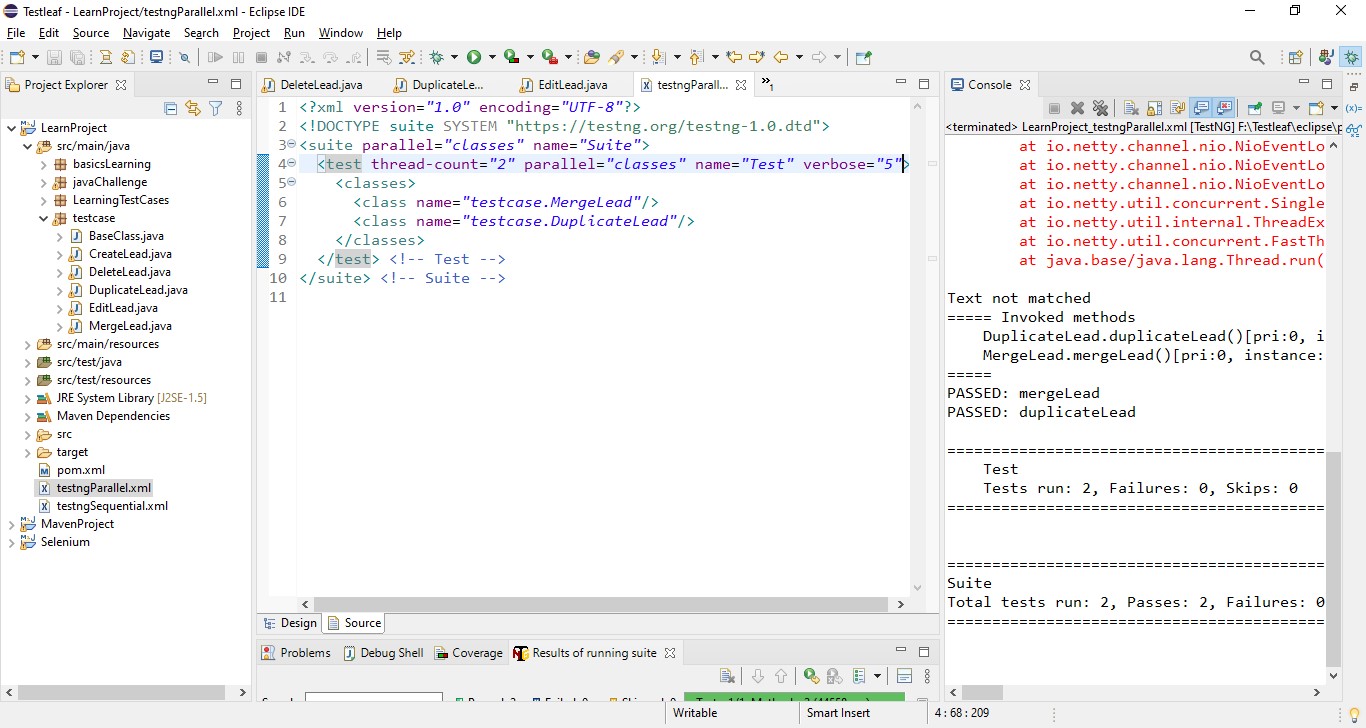 Testleaf - LearnProject/testngParallel.xml - Eclipse IDE
File Edit Source Navigate Search Project Run Window Help
Project Explorer
LearnProject
src/main/java
basicsLearning
javaChallenge
LearningTestCases
testcase
BaseClass.java
CreateLead.java
DeleteLead.java
DuplicateLead.java
EditLead.java
MergeLead.java
src/main/resources
src/test/java
src/test/resources
JRE System Library [J2SE-1.5]
Maven Dependencies
src
target
pom.xml
testngParallel.xml
testngSequential.xml
MavenProject
Selenium
DeleteLead.java DuplicateLe... EditLead.java testngParall... »1
1 <?xml version="1.0" encoding="UTF-8"?>
2 <!DOCTYPE suite SYSTEM "https://testng.org/testng-1.0.dtd">
3 <suite parallel="classes" name="Suite">
4 <test thread-count="2" parallel="classes" name="Test" verbose="5">
5 <classes>
6 <class name="testcase.MergeLead"/>
7 <class name="testcase.DuplicateLead"/>
8 </classes>
9 </test> <!-- Test -->
10 </suite> <!-- Suite -->
11
Design Source
Problems Debug Shell Coverage Results of running suite
Console
<terminated> LearnProject_testngParallel.xml [TestNG] F:\Testleaf\eclipse\p
at io.netty.channel.nio.NioEventLo
at io.netty.channel.nio.NioEventLo
at io.netty.channel.nio.NioEventLo
at io.netty.util.concurrent.Single
at io.netty.util.internal.ThreadEx
at io.netty.util.concurrent.FastTh
at java.base/java.lang.Thread.run(
Text not matched
===== Invoked methods
DuplicateLead.duplicateLead()[pri:0, i
MergeLead.mergeLead()[pri:0, instance:
=====
PASSED: mergeLead
PASSED: duplicateLead
==========================================
Test
Tests run: 2, Failures: 0, Skips: 0
==========================================
==========================================
Suite
Total tests run: 2, Passes: 2, Failures: 0
==========================================
Writable Smart Insert 4 : 68 : 209